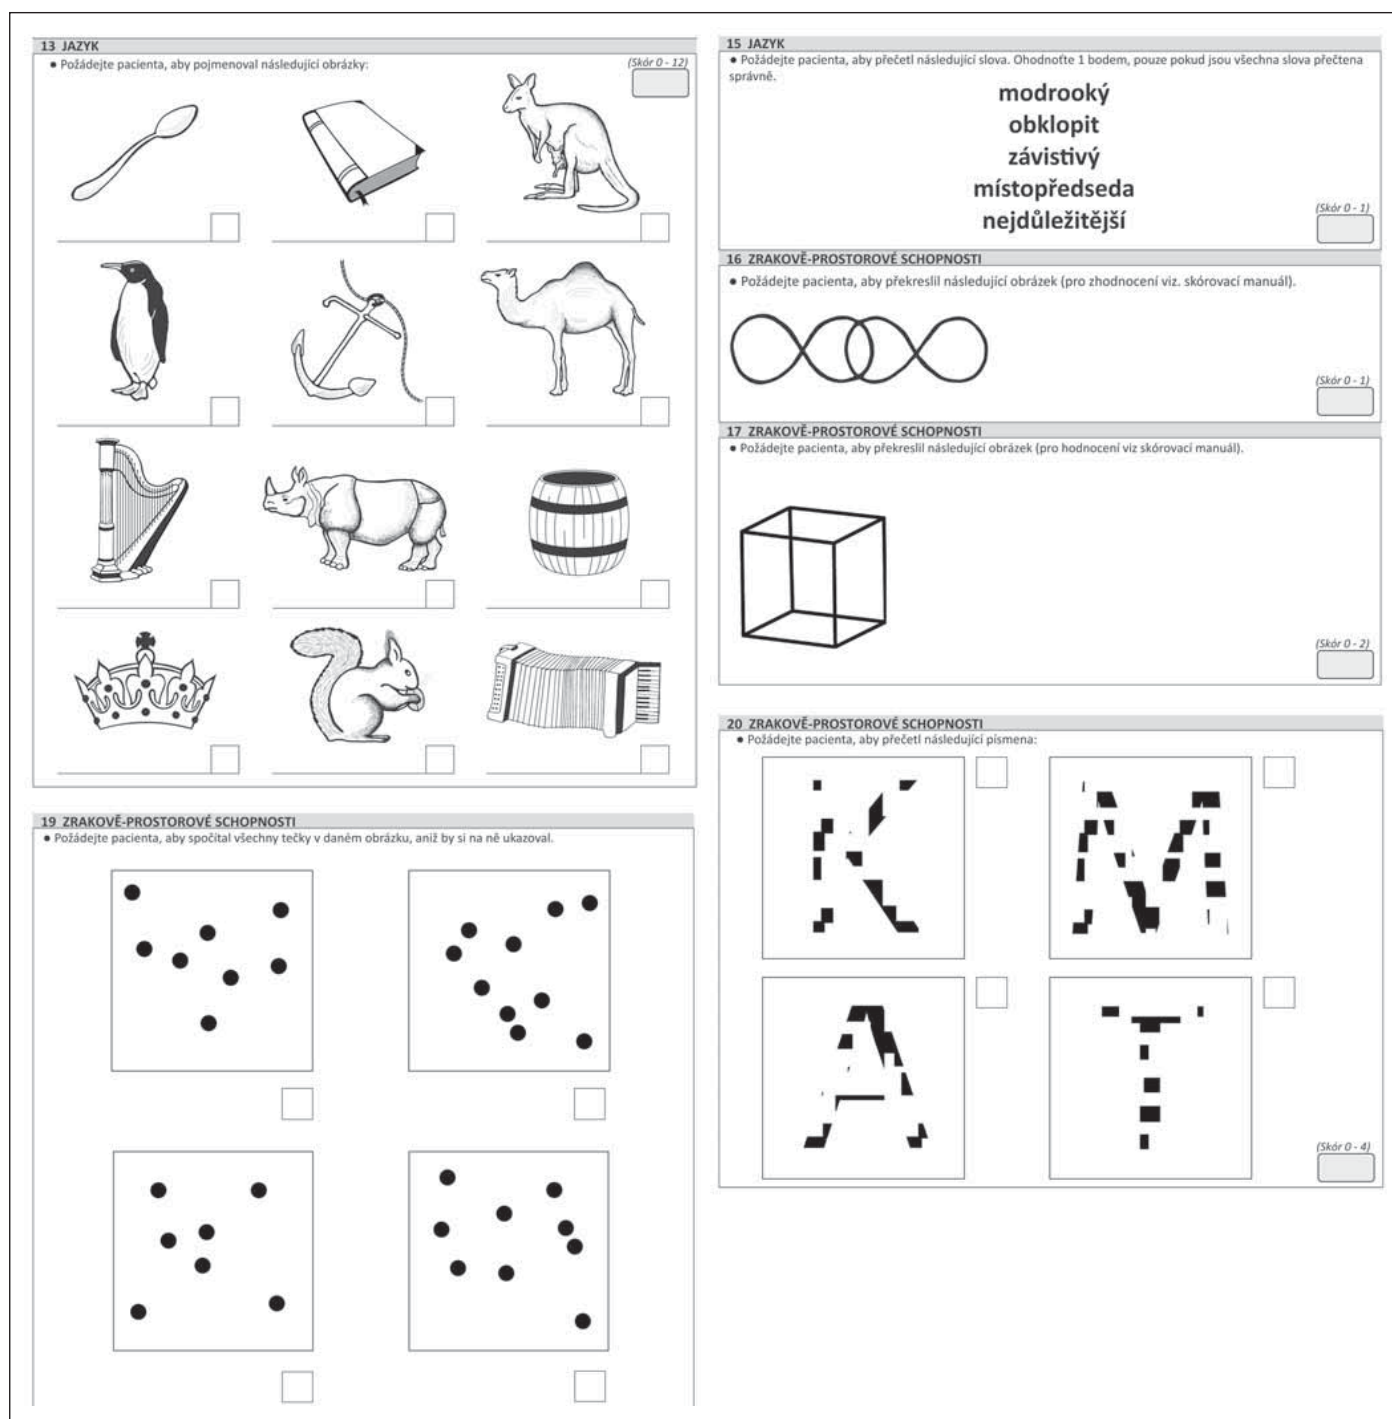 13 JAZYK
● Požádejte pacienta, aby pojmenoval následující obrázky:
(Skór 0 - 12)
19 ZRAKOVĚ-PROSTOROVÉ SCHOPNOSTI
● Požádejte pacienta, aby spočítal všechny tečky v daném obrázku, aniž by si na ně ukazoval.
15 JAZYK
● Požádejte pacienta, aby přečetl následující slova. Ohodnoťte 1 bodem, pouze pokud jsou všechna slova přečtena
správně.
modrooký
obklopit
závistivý
místopředseda
nejdůležitější
(Skór 0 - 1)
16 ZRAKOVĚ-PROSTOROVÉ SCHOPNOSTI
● Požádejte pacienta, aby překreslil následující obrázek (pro zhodnocení viz. skórovací manuál).
(Skór 0 - 1)
17 ZRAKOVĚ-PROSTOROVÉ SCHOPNOSTI
● Požádejte pacienta, aby překreslil následující obrázek (pro hodnocení viz skórovací manuál).
(Skór 0 - 2)
20 ZRAKOVĚ-PROSTOROVÉ SCHOPNOSTI
● Požádejte pacienta, aby přečetl následující písmena:
K M
A T
(Skór 0 - 4)